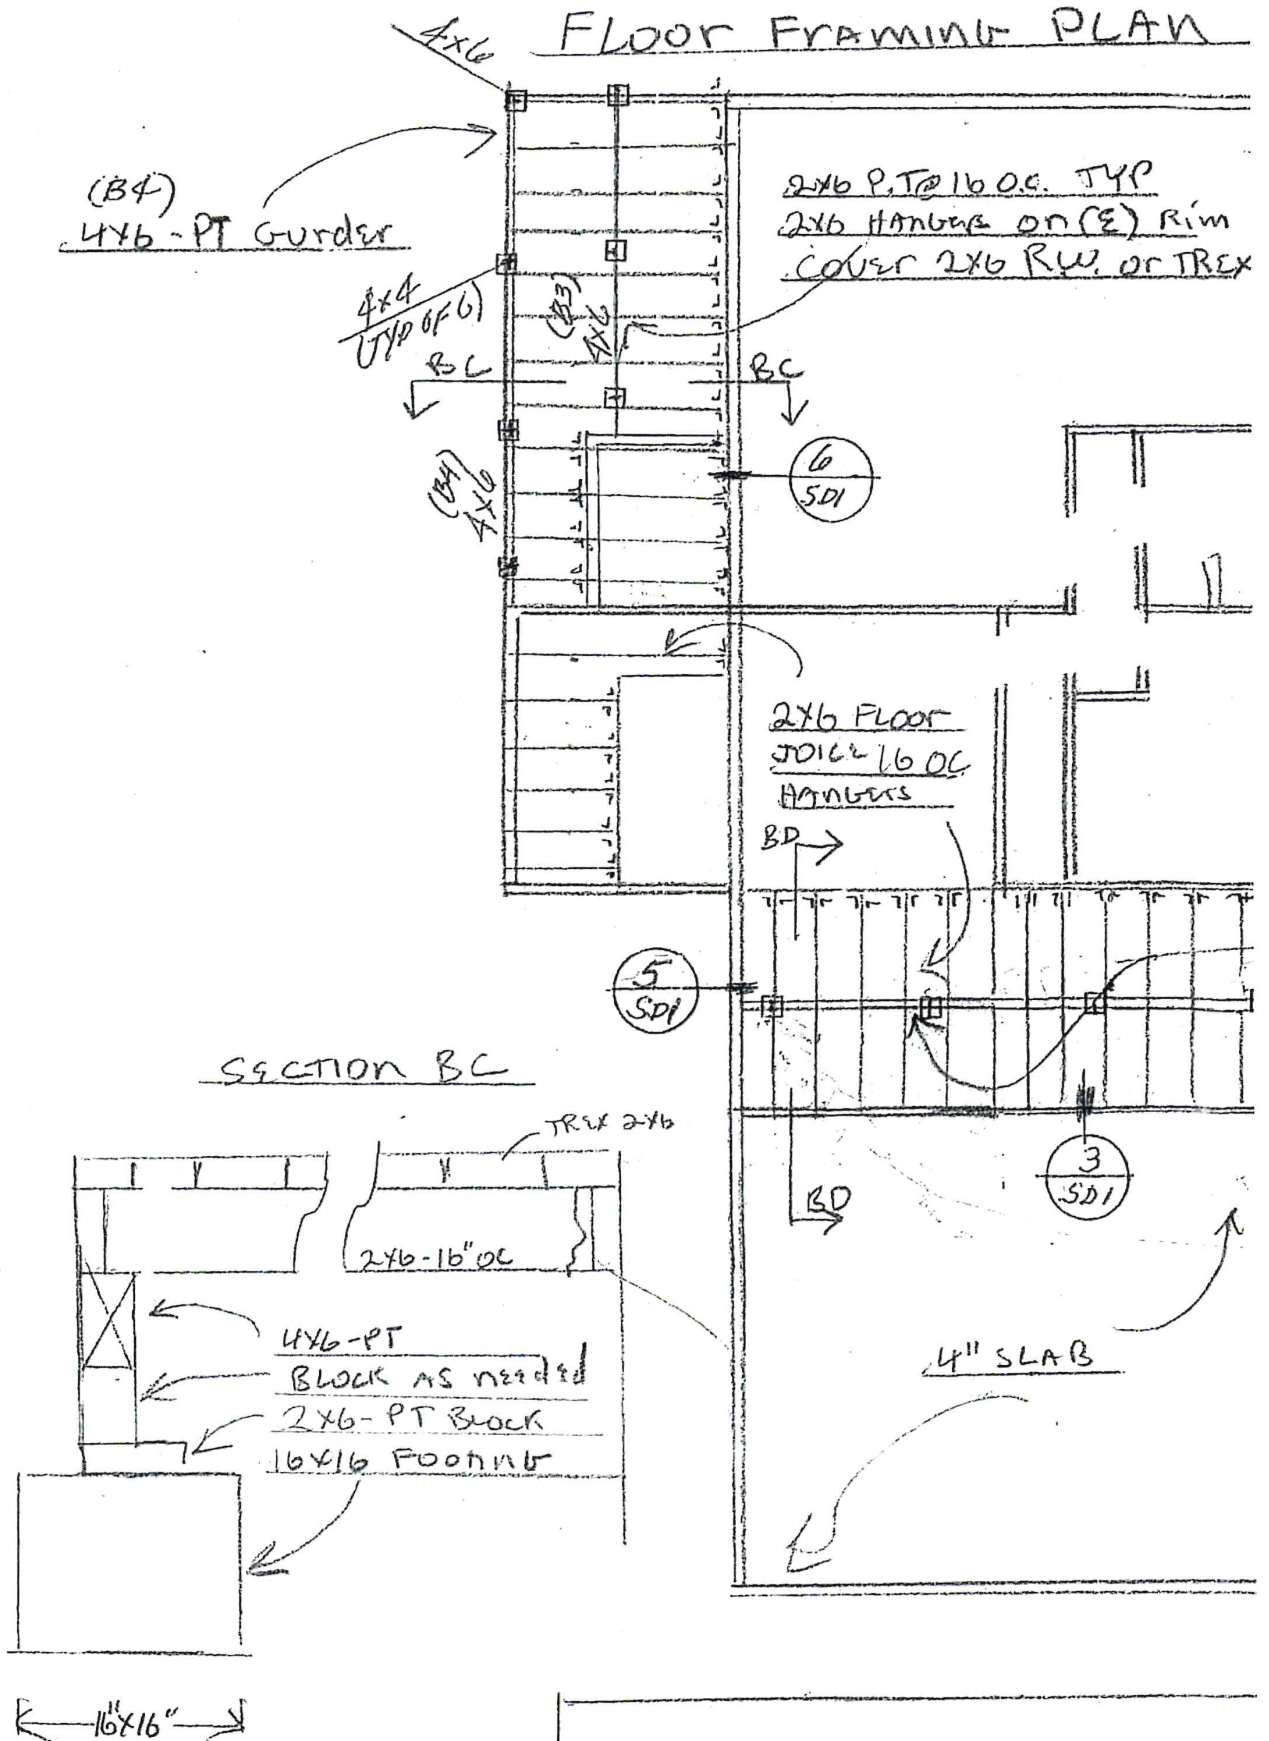 FLOOR FRAMING PLAN
4x6
(B4)
4x6-PT Gurder
2x6 P.T@16 O.C. TYP
2x6 HANGERS on (E) Rim
COVER 2x6 RW. or TREX
4x4
(TYP OF 6)
(B3)
4x6
BC
BC
(B4)
4x6
6
SD1
2x6 FLOOR
JOICE 16 OC
HANGERS
BD
5
SD1
SECTION BC
TREX 2x6
3
SD1
BD
2x6-16" OC
4x6-PT
BLOCK AS needed
2x6-PT BLOCK
16x16 FOOTING
4" SLAB
16"x16"